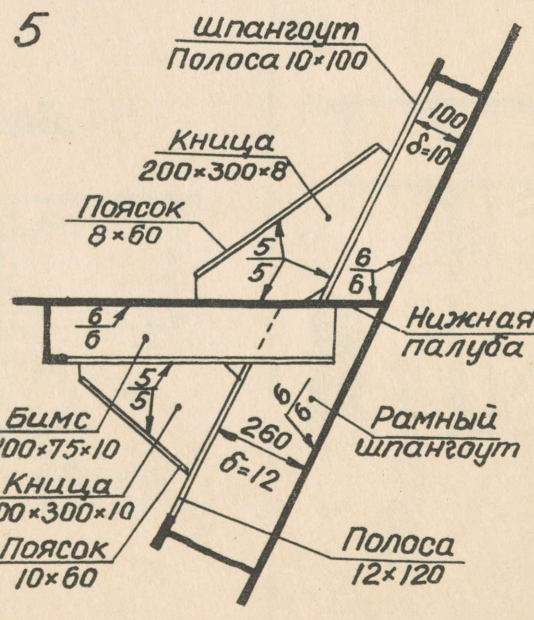 5
Шпангоут
Полоса 10×100
100
δ=10
Кница
200×300×8
Поясок
8×60
5
5
6
6
6
6
Нижная
палуба
5
5
6
6
Бимс
00×75×10
260
δ=12
Рамный
шпангоут
Кница
00×300×10
Поясок
10×60
Полоса
12×120